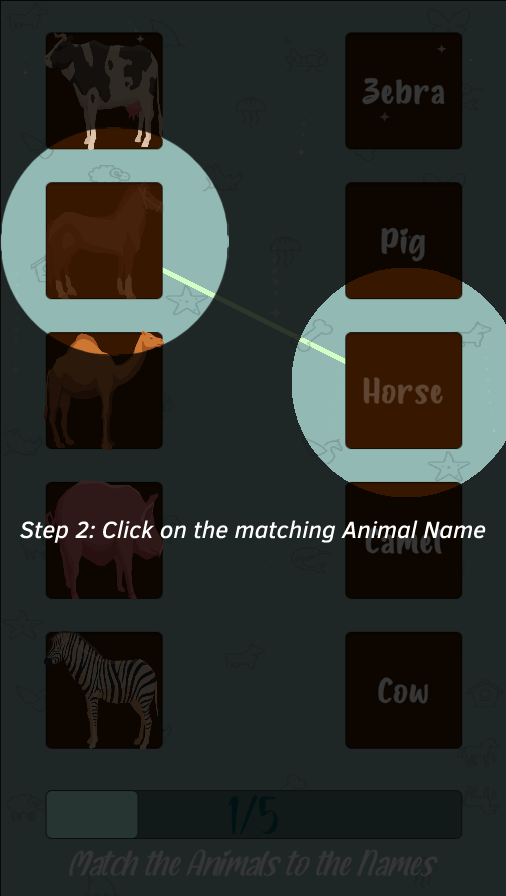 Zebra
Pig
Horse
Step 2: Click on the matching Animal Name
Camel
Cow
1/5
Match the Animals to the Names